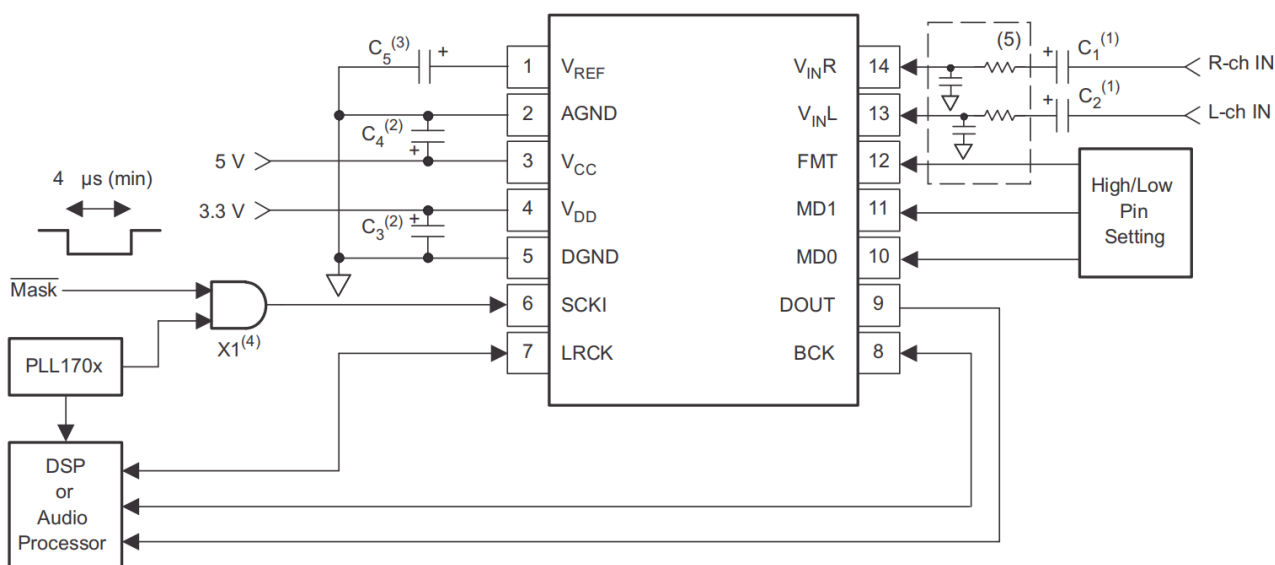 C5(3) +
1 VREF
2 AGND
C4(2)
+
5 V
3 VCC
4 µs (min)
3.3 V
+
4 VDD
C3(2)
5 DGND
Mask
6 SCKI
X1(4)
7 LRCK
PLL170x
DSP
or
Audio
Processor
(5)
+ C1(1)
VINR 14
R-ch IN
+ C2(1)
VINL 13
L-ch IN
FMT 12
MD1 11
MD0 10
High/Low
Pin
Setting
DOUT 9
BCK 8